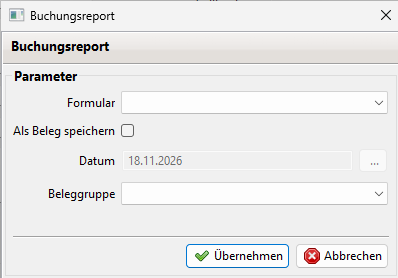 Buchungsreport
Buchungsreport
Parameter
Formular
Als Beleg speichern
Datum 18.11.2026 ...
Beleggruppe
Übernehmen Abbrechen